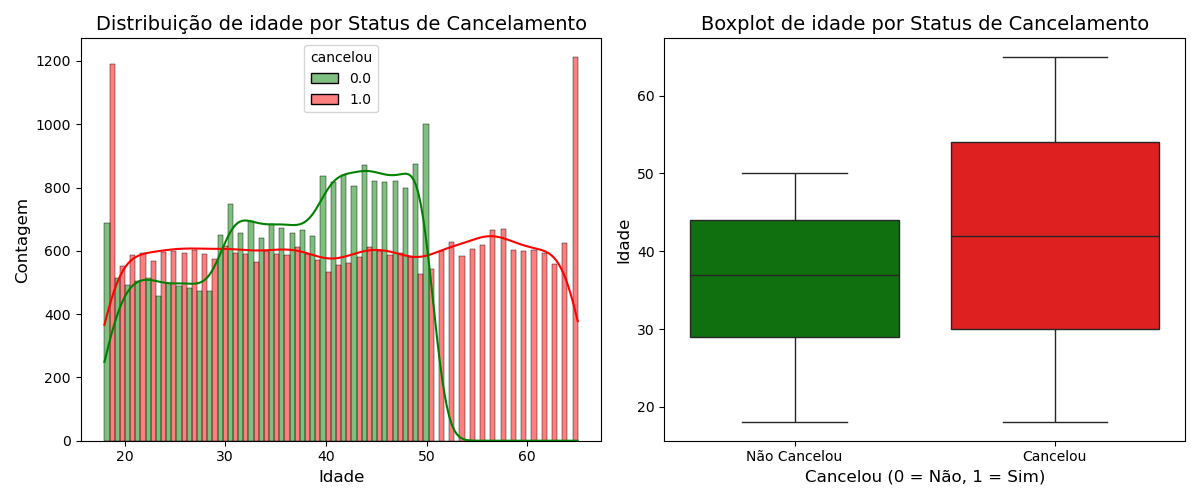 Distribuição de idade por Status de Cancelamento
cancelou
0.0
1.0
Contagem
1200
1000
800
600
400
200
0
20 30 40 50 60
Idade
Boxplot de idade por Status de Cancelamento
Idade
60
50
40
30
20
Não Cancelou Cancelou
Cancelou (0 = Não, 1 = Sim)